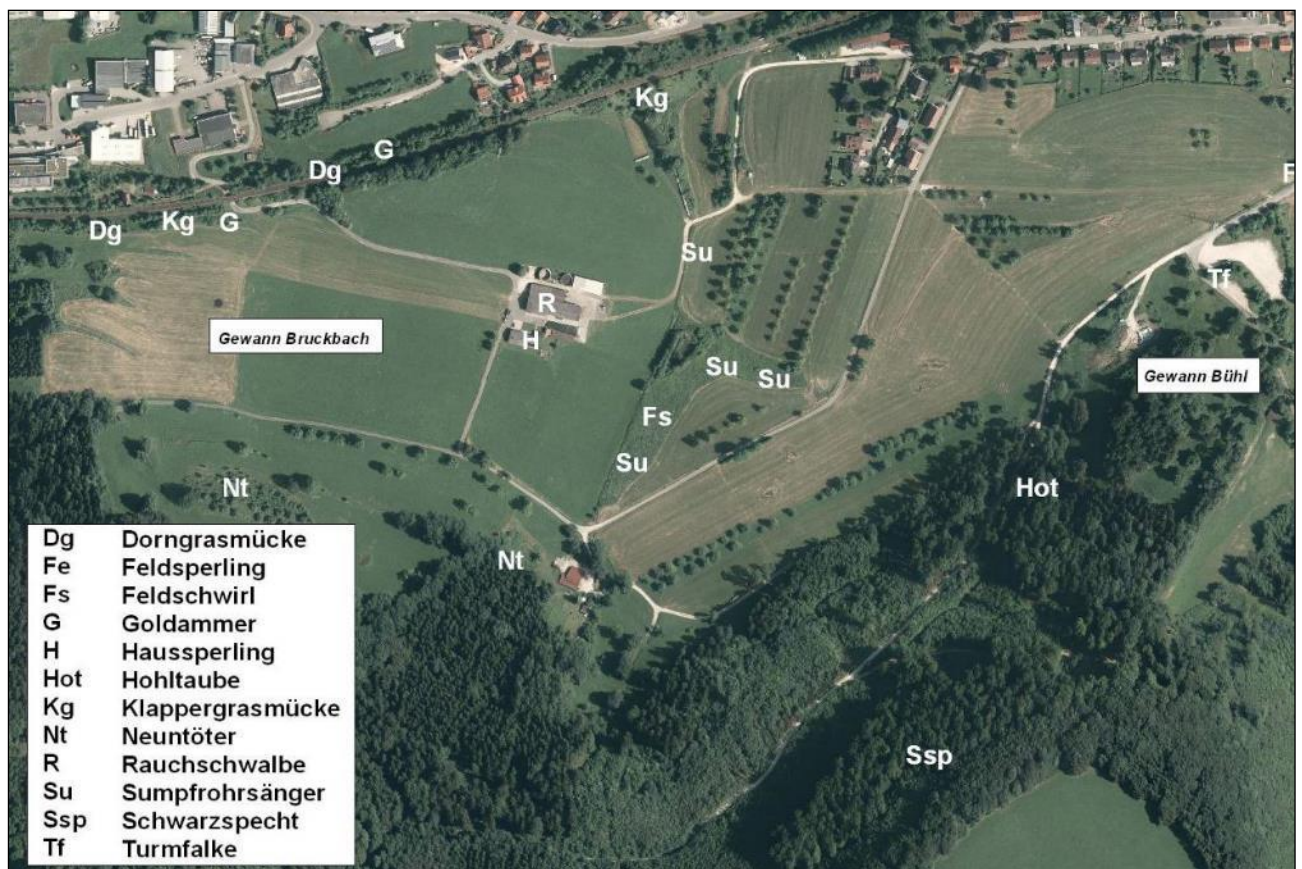 Kg
G
Dg
F
Kg
G
Dg
Su
Tf
R
H
Gewann Bruckbach
Su
Gewann Bühl
Su
Fs
Su
Nt
Hot
Nt
Ssp
Dg Dorngrasmücke
Fe Feldsperling
Fs Feldschwirl
G Goldammer
H Haussperling
Hot Hohltaube
Kg Klappergrasmücke
Nt Neuntöter
R Rauchschwalbe
Su Sumpfrohrsänger
Ssp Schwarzspecht
Tf Turmfalke